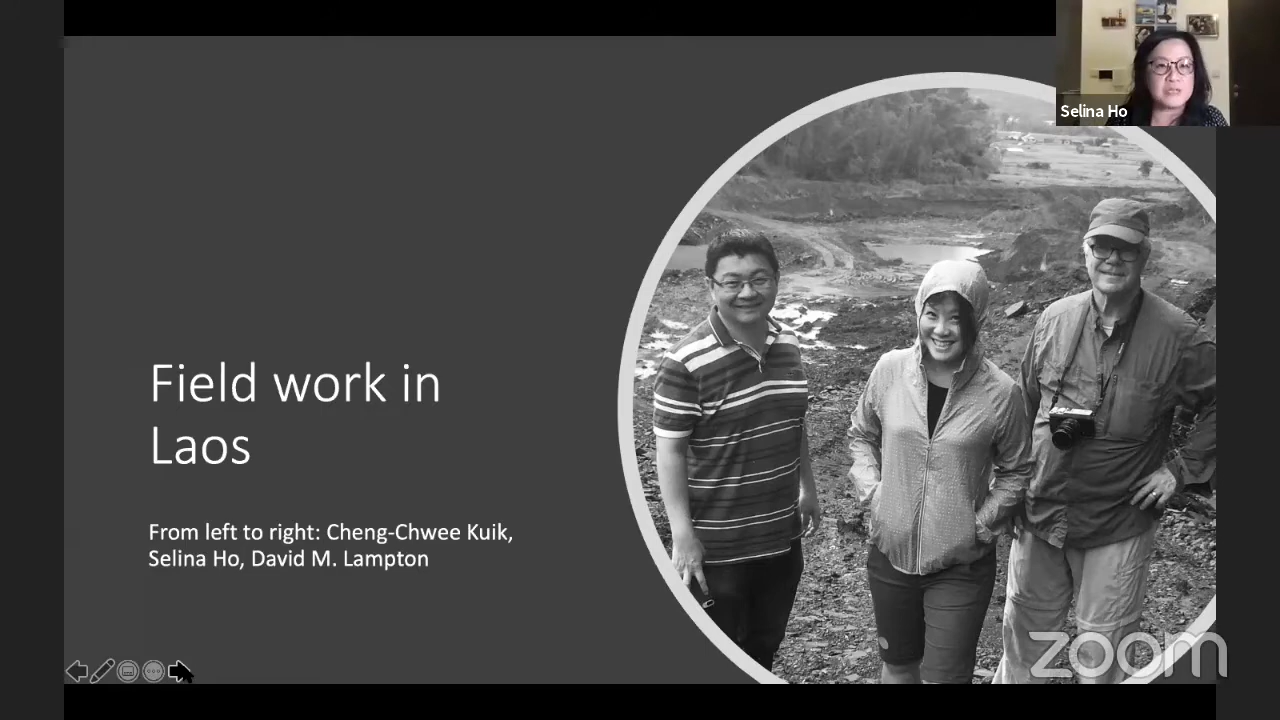 Selina Ho
Field work in
Laos
From left to right: Cheng-Chwee Kuik,
Selina Ho, David M. Lampton
zoom